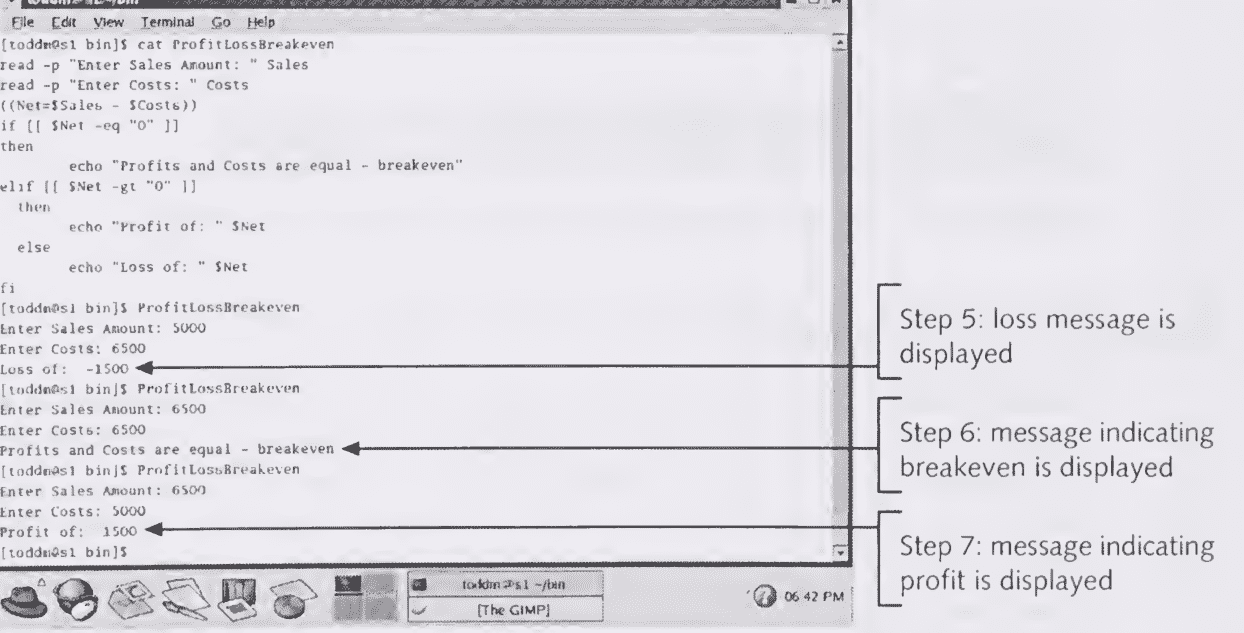 File Edit View Terminal Go Help
[toddm@s1 bin]$ cat ProfitLossBreakeven
read -p "Enter Sales Amount: " Sales
read -p "Enter Costs: " Costs
((Net=$Sales - $Costs))
if [[ $Net -eq "0" ]]
then
echo "Profits and Costs are equal - breakeven"
elif [[ $Net -gt "0" ]]
then
echo "Profit of: " $Net
else
echo "Loss of: " $Net
fi
[toddm@s1 bin]$ ProfitLossBreakeven
Enter Sales Amount: 5000
Enter Costs: 6500
Loss of: -1500
[toddm@s1 bin]$ ProfitLossBreakeven
Enter Sales Amount: 6500
Enter Costs: 6500
Profits and Costs are equal - breakeven
[toddm@s1 bin]$ ProfitLossBreakeven
Enter Sales Amount: 6500
Enter Costs: 5000
Profit of: 1500
[toddm@s1 bin]$
Step 5: loss message is
displayed
Step 6: message indicating
breakeven is displayed
Step 7: message indicating
profit is displayed
toddm@s1 ~/bin
[The GIMP]
06 42 PM